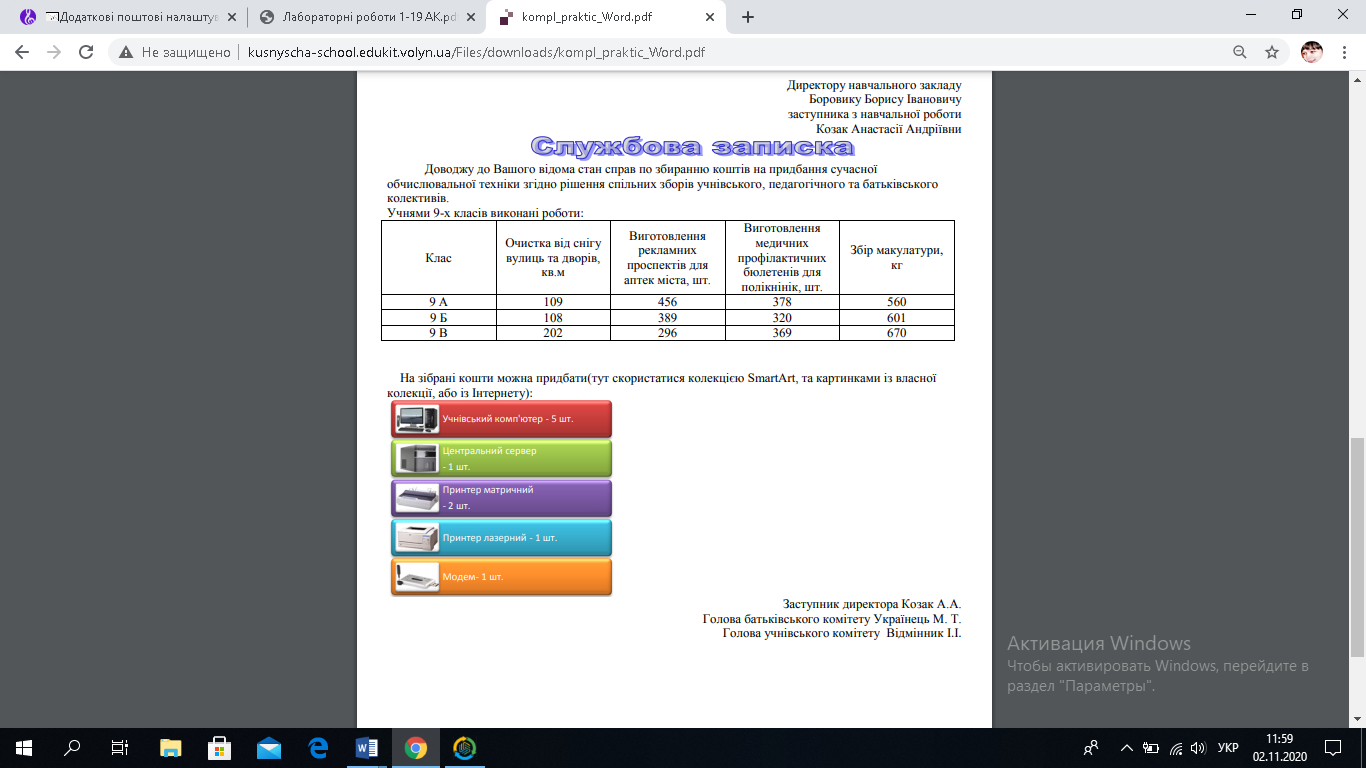 Додаткові поштові налаштув
Лабораторні роботи 1-19 АК.pd
kompl_praktic_Word.pdf
Не защищено | kusnyscha-school.edukit.volyn.ua/Files/downloads/kompl_praktic_Word.pdf
Директору навчального закладу
Боровику Борису Івановичу
заступника з навчальної роботи
Козак Анастасії Андріївни
Службова записка
Доводжу до Вашого відома стан справ по збиранню коштів на придбання сучасної
обчислювальної техніки згідно рішення спільних зборів учнівського, педагогічного та батьківського
колективів.
Учнями 9-х класів виконані роботи:
Клас
Очистка від снігу
вулиць та дворів,
кв.м
Виготовлення
рекламних
проспектів для
аптек міста, шт.
Виготовлення
медичних
профілактичних
бюлетенів для
полікнінік, шт.
Збір макулатури,
кг
9 А 109 456 378 560
9 Б 108 389 320 601
9 В 202 296 369 670
На зібрані кошти можна придбати(тут скористатися колекцією SmartArt, та картинками із власної
колекції, або із Інтернету):
Учнівський комп'ютер - 5 шт.
Центральний сервер
- 1 шт.
Принтер матричний
- 2 шт.
Принтер лазерний - 1 шт.
Модем- 1 шт.
Заступник директора Козак А.А.
Голова батьківського комітету Українець М. Т.
Голова учнівського комітету Відмінник І.І.
Активация Windows
Чтобы активировать Windows, перейдите в
раздел "Параметры".
УКР
11:59
02.11.2020